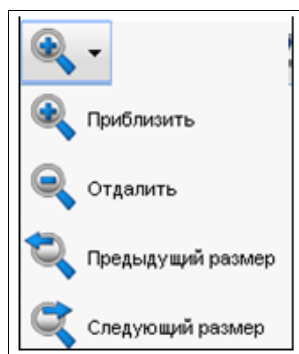 Приблизить
Отдалить
Предыдущий размер
Следующий размер